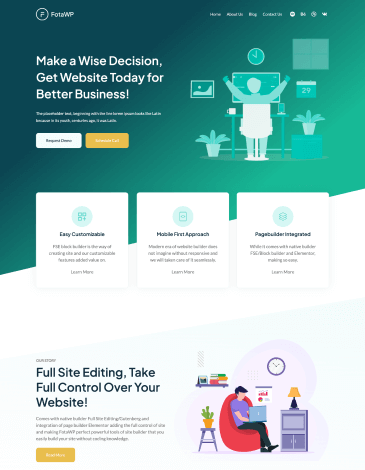 FotaWP
Home About Us Blog Contact Us
Make a Wise Decision,
Get Website Today for
Better Business!
The placeholder text, beginning with the line lorem ipsum looks like Latin
because in its youth, centuries ago, it was Latin.
Request Demo
29
Easy Customizable
FSE block builder is the way of
creating site and our customizable
features added value on.
Learn More
Mobile First Approach
Modern era of website builder does
not imagine without responsive and
we will taken care of it seamlessly.
Learn More
Pagebuilder Integrated
While it comes with native builder
FSE/Block builder and Elementor,
making so easy.
Learn More
OUR STORY
Full Site Editing, Take
Full Control Over Your
Website!
Comes with native builder Full Site Editing/Gutenberg and
integration of page builder Elementor adding the full control of site
and making FotaWP perfect powerful tools of site builder that you
easily build your site without coding knowledge.
Read More